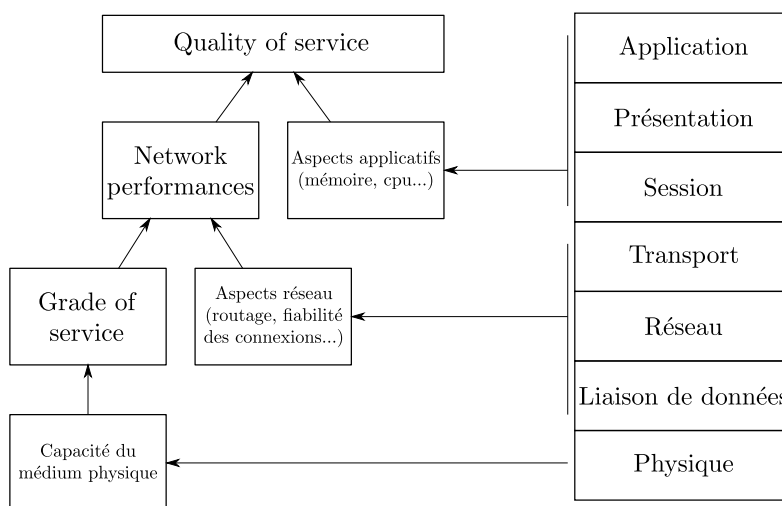 Quality of service
Network
performances
Aspects applicatifs
(mémoire, cpu...)
Grade of
service
Aspects réseau
(routage, fiabilité
des connexions...)
Capacité du
médium physique
Application
Présentation
Session
Transport
Réseau
Liaison de données
Physique